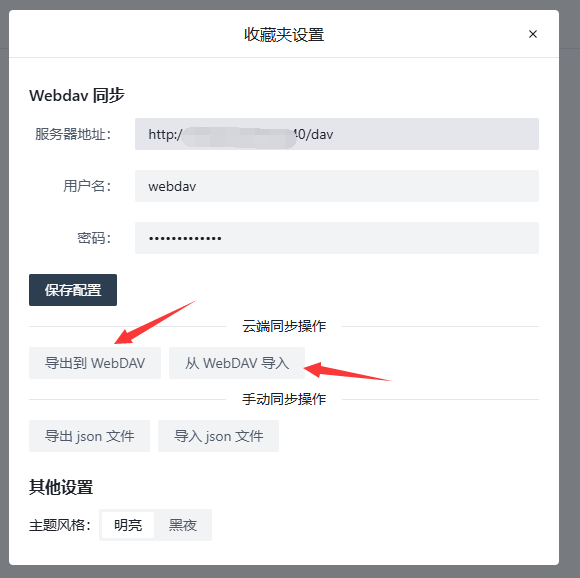 收藏夹设置
Webdav 同步
服务器地址： http:/ 40/dav
用户名： webdav
密码： •••••••••••••
保存配置
云端同步操作
导出到 WebDAV 从 WebDAV 导入
手动同步操作
导出 json 文件 导入 json 文件
其他设置
主题风格： 明亮 黑夜